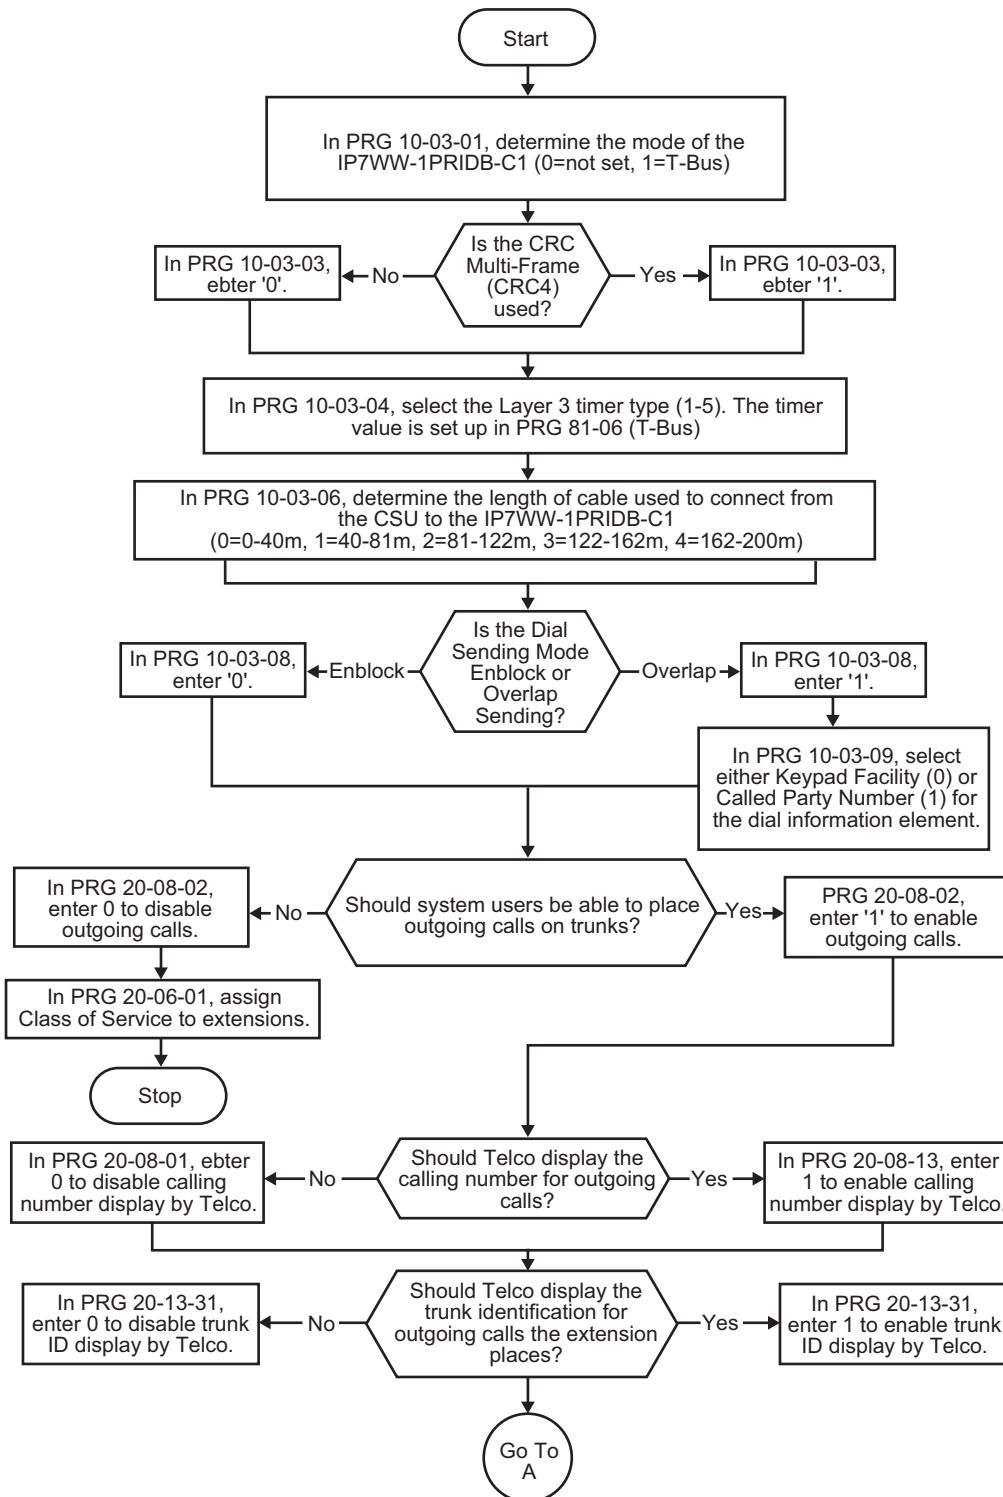 Start
In PRG 10-03-01, determine the mode of the
IP7WW-1PRIDB-C1 (0=not set, 1=T-Bus)
Is the CRC
Multi-Frame
(CRC4)
used?
No
Yes
In PRG 10-03-03,
ebter '0'.
In PRG 10-03-03,
ebter '1'.
In PRG 10-03-04, select the Layer 3 timer type (1-5). The timer
value is set up in PRG 81-06 (T-Bus)
In PRG 10-03-06, determine the length of cable used to connect from
the CSU to the IP7WW-1PRIDB-C1
(0=0-40m, 1=40-81m, 2=81-122m, 3=122-162m, 4=162-200m)
Is the Dial
Sending Mode
Enblock or
Overlap
Sending?
Enblock
Overlap
In PRG 10-03-08,
enter '0'.
In PRG 10-03-08,
enter '1'.
In PRG 10-03-09, select
either Keypad Facility (0) or
Called Party Number (1) for
the dial information element.
Should system users be able to place
outgoing calls on trunks?
No
Yes
In PRG 20-08-02,
enter 0 to disable
outgoing calls.
PRG 20-08-02,
enter '1' to enable
outgoing calls.
In PRG 20-06-01, assign
Class of Service to extensions.
Stop
Should Telco display the
calling number for outgoing
calls?
No
Yes
In PRG 20-08-01, ebter
0 to disable calling
number display by Telco.
In PRG 20-08-13, enter
1 to enable calling
number display by Telco.
Should Telco display the
trunk identification for
outgoing calls the extension
places?
No
Yes
In PRG 20-13-31,
enter 0 to disable trunk
ID display by Telco.
In PRG 20-13-31,
enter 1 to enable trunk
ID display by Telco.
Go To
A